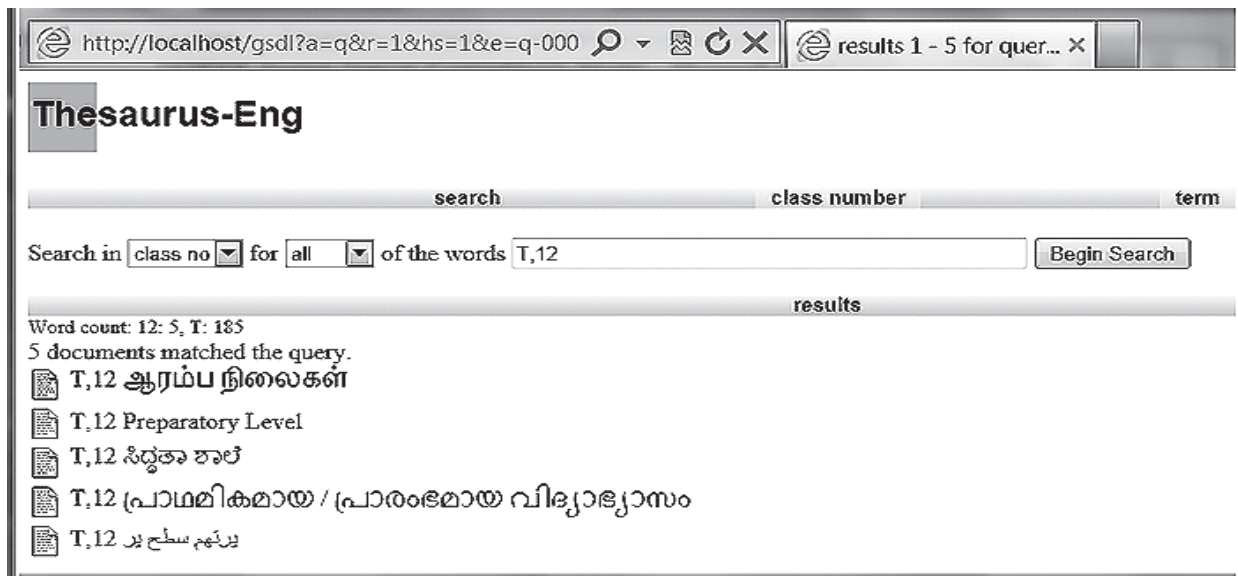 http://localhost/gsdl?a=q&r=1&hs=1&e=q-000 results 1 - 5 for quer...
Thesaurus-Eng
search class number term
Search in class no for all of the words T,12 Begin Search
results
Word count: 12: 5, T: 185
5 documents matched the query.
T,12 ஆரம்ப நிலைகள்
T,12 Preparatory Level
T,12 ಸಿದ್ಧತಾ ಶಾಲೆ
T,12 പ്രാഥമികമായ / പ്രാരംഭമായ വിദ്യാഭ്യാസം
T,12 سطح پر